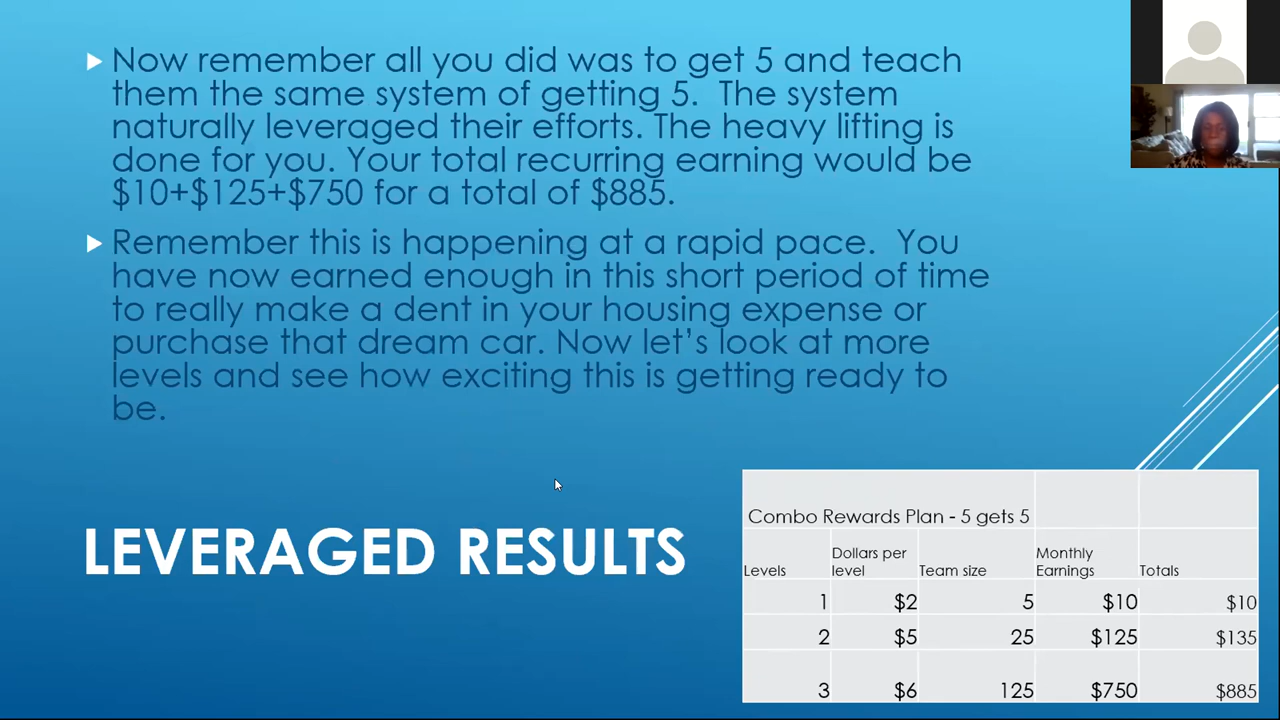 Now remember all you did was to get 5 and teach
them the same system of getting 5.  The system
naturally leveraged their efforts. The heavy lifting is
done for you. Your total recurring earning would be
$10+$125+$750 for a total of $885.
Remember this is happening at a rapid pace.  You
have now earned enough in this short period of time
to really make a dent in your housing expense or
purchase that dream car. Now let's look at more
levels and see how exciting this is getting ready to
be.
LEVERAGED RESULTS
Combo Rewards Plan - 5 gets 5
Levels Dollars per level Team size Monthly Earnings Totals
1 $2 5 $10 $10
2 $5 25 $125 $135
3 $6 125 $750 $885